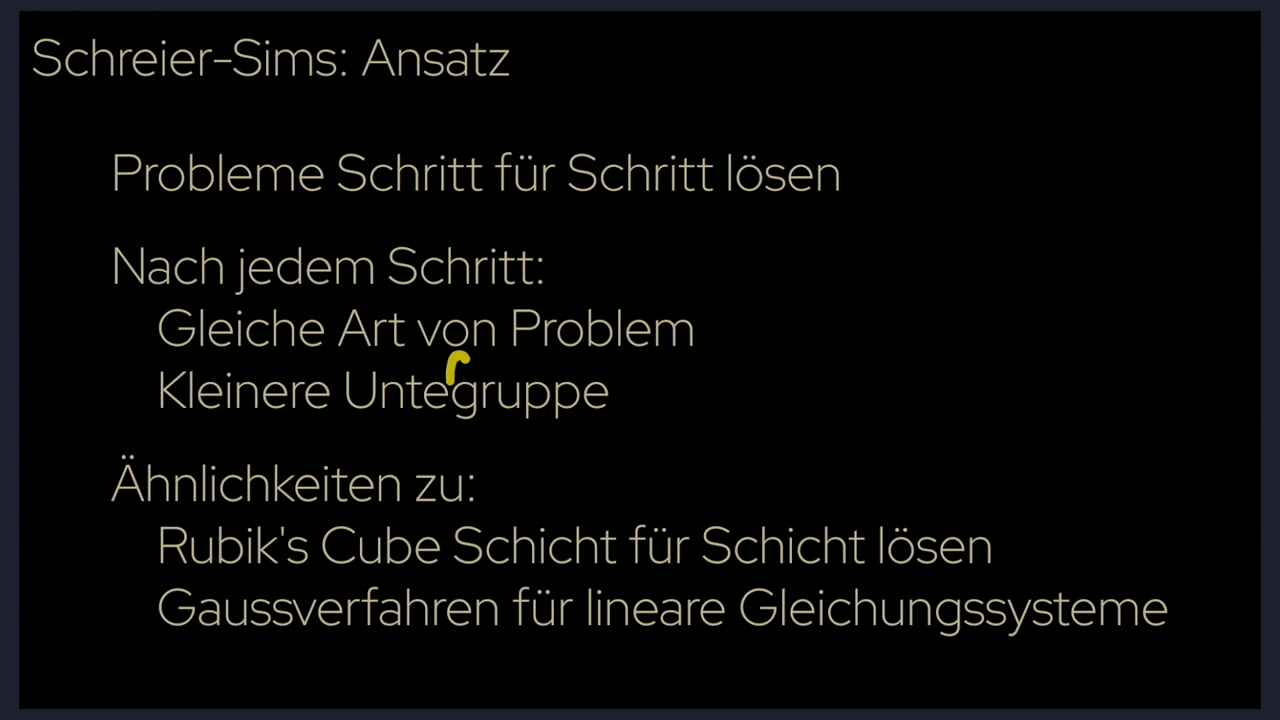 Schreier-Sims: Ansatz
Probleme Schritt für Schritt lösen
Nach jedem Schritt:
Gleiche Art von Problem
Kleinere Untergruppe
Ähnlichkeiten zu:
Rubik's Cube Schicht für Schicht lösen
Gaussverfahren für lineare Gleichungssysteme